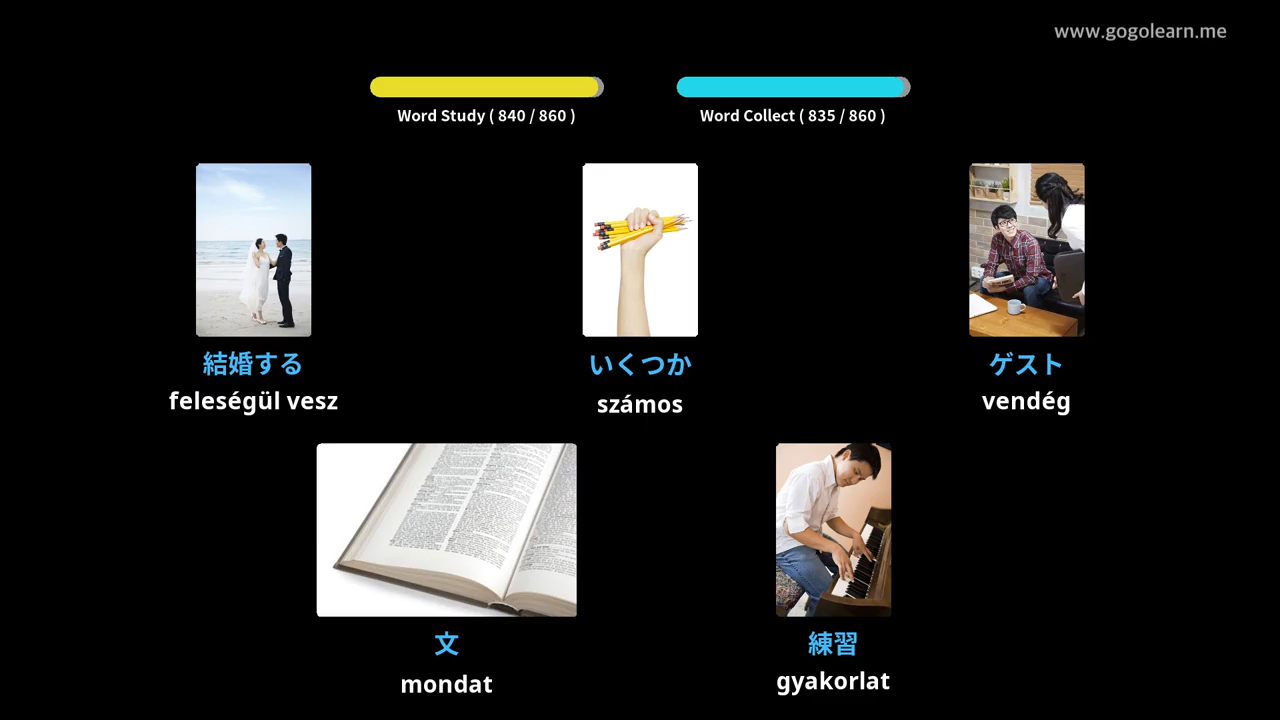 www.gogolearn.me
Word Study ( 840 / 860 )
Word Collect ( 835 / 860 )
結婚する
feleségül vesz
いくつか
számos
ゲスト
vendég
文
mondat
練習
gyakorlat